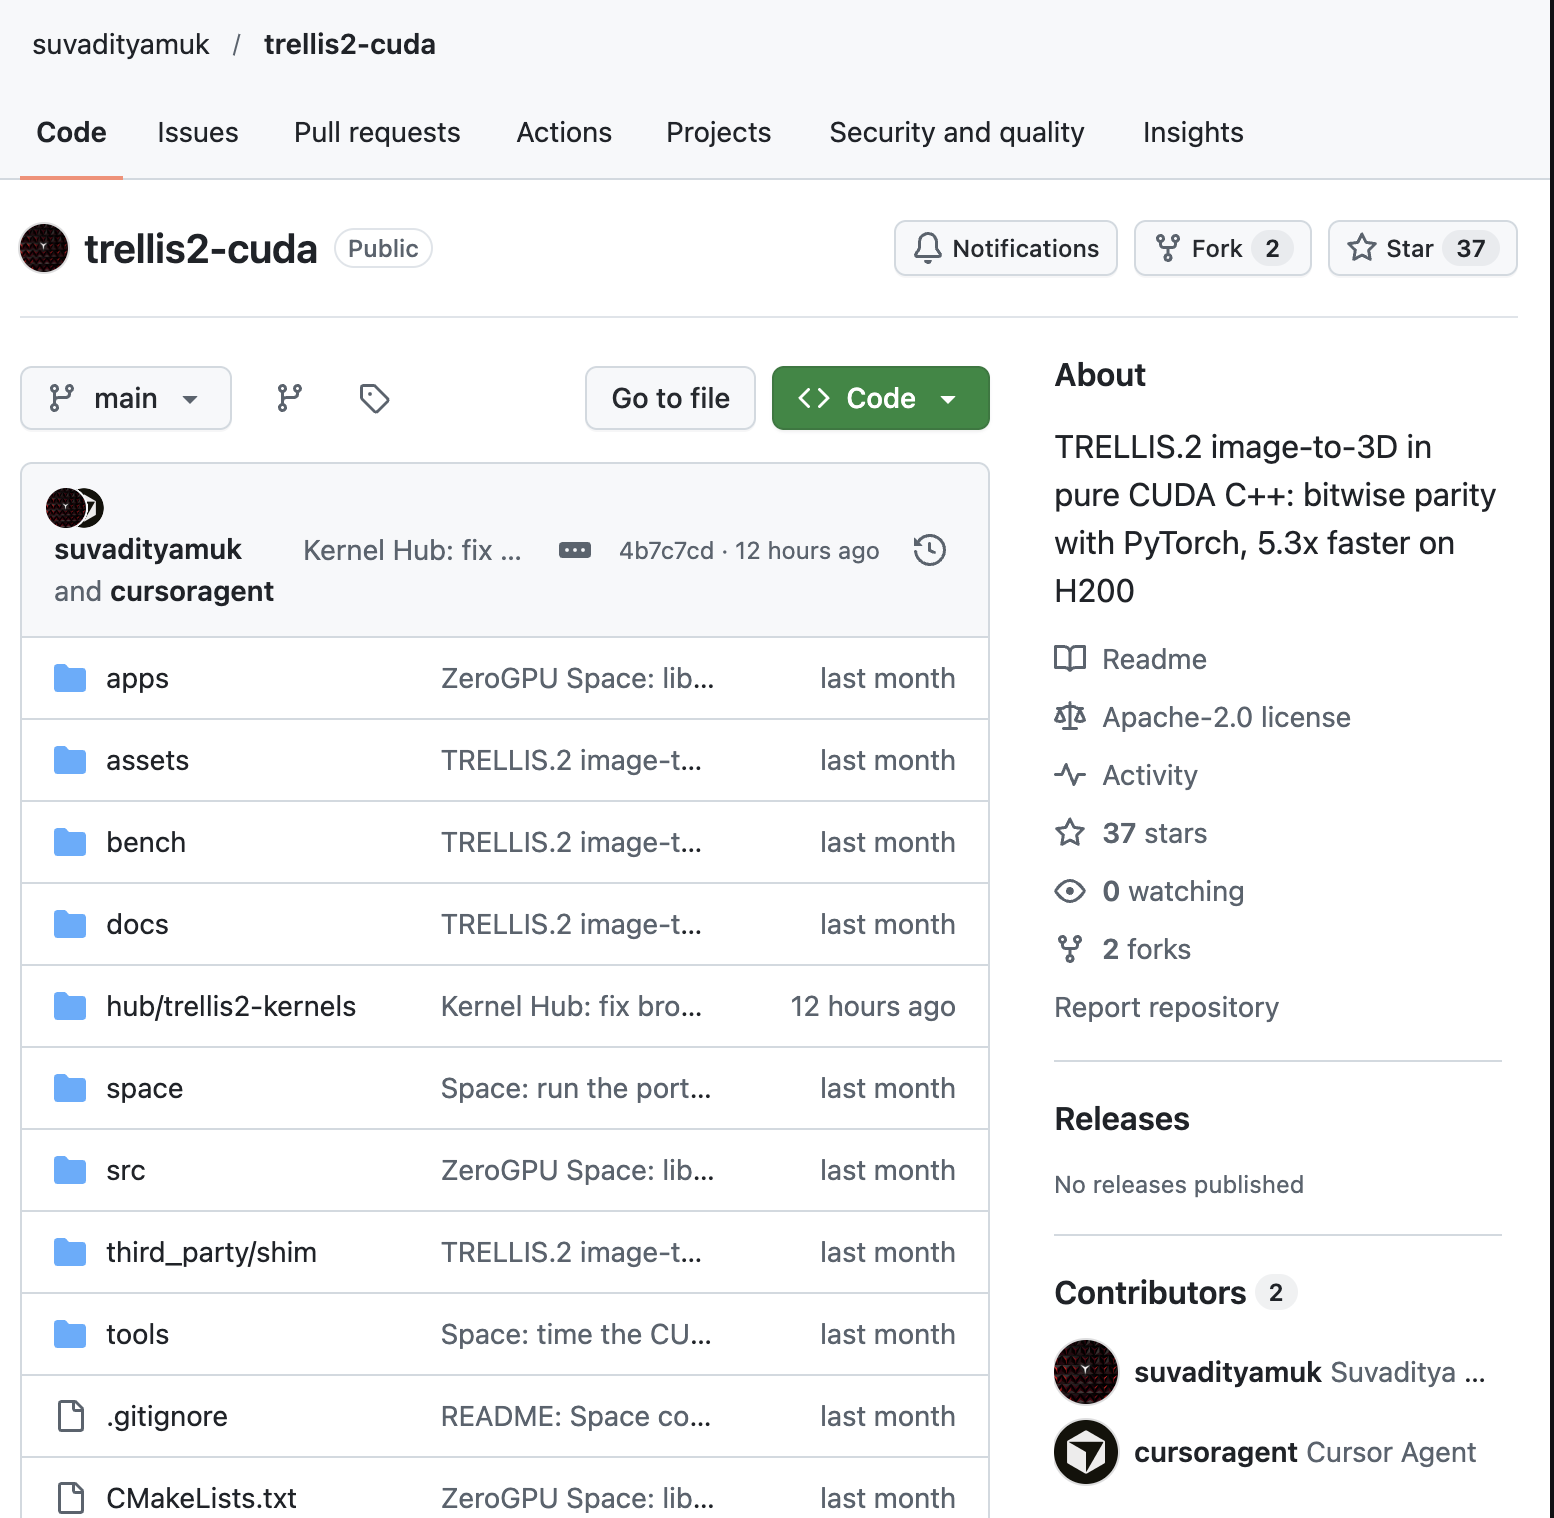 suvadityamuk / trellis2-cuda
Code Issues Pull requests Actions Projects Security and quality Insights
trellis2-cuda Public
Notifications Fork 2 Star 37
main Go to file Code
suvadityamuk and cursoragent
Kernel Hub: fix ... 4b7c7cd · 12 hours ago
apps ZeroGPU Space: lib... last month
assets TRELLIS.2 image-t... last month
bench TRELLIS.2 image-t... last month
docs TRELLIS.2 image-t... last month
hub/trellis2-kernels Kernel Hub: fix bro... 12 hours ago
space Space: run the port... last month
src ZeroGPU Space: lib... last month
third_party/shim TRELLIS.2 image-t... last month
tools Space: time the CU... last month
.gitignore README: Space co... last month
CMakeLists.txt ZeroGPU Space: lib... last month
About
TRELLIS.2 image-to-3D in
pure CUDA C++: bitwise parity
with PyTorch, 5.3x faster on
H200
Readme
Apache-2.0 license
Activity
37 stars
0 watching
2 forks
Report repository
Releases
No releases published
Contributors 2
suvadityamuk Suvaditya ...
cursoragent Cursor Agent